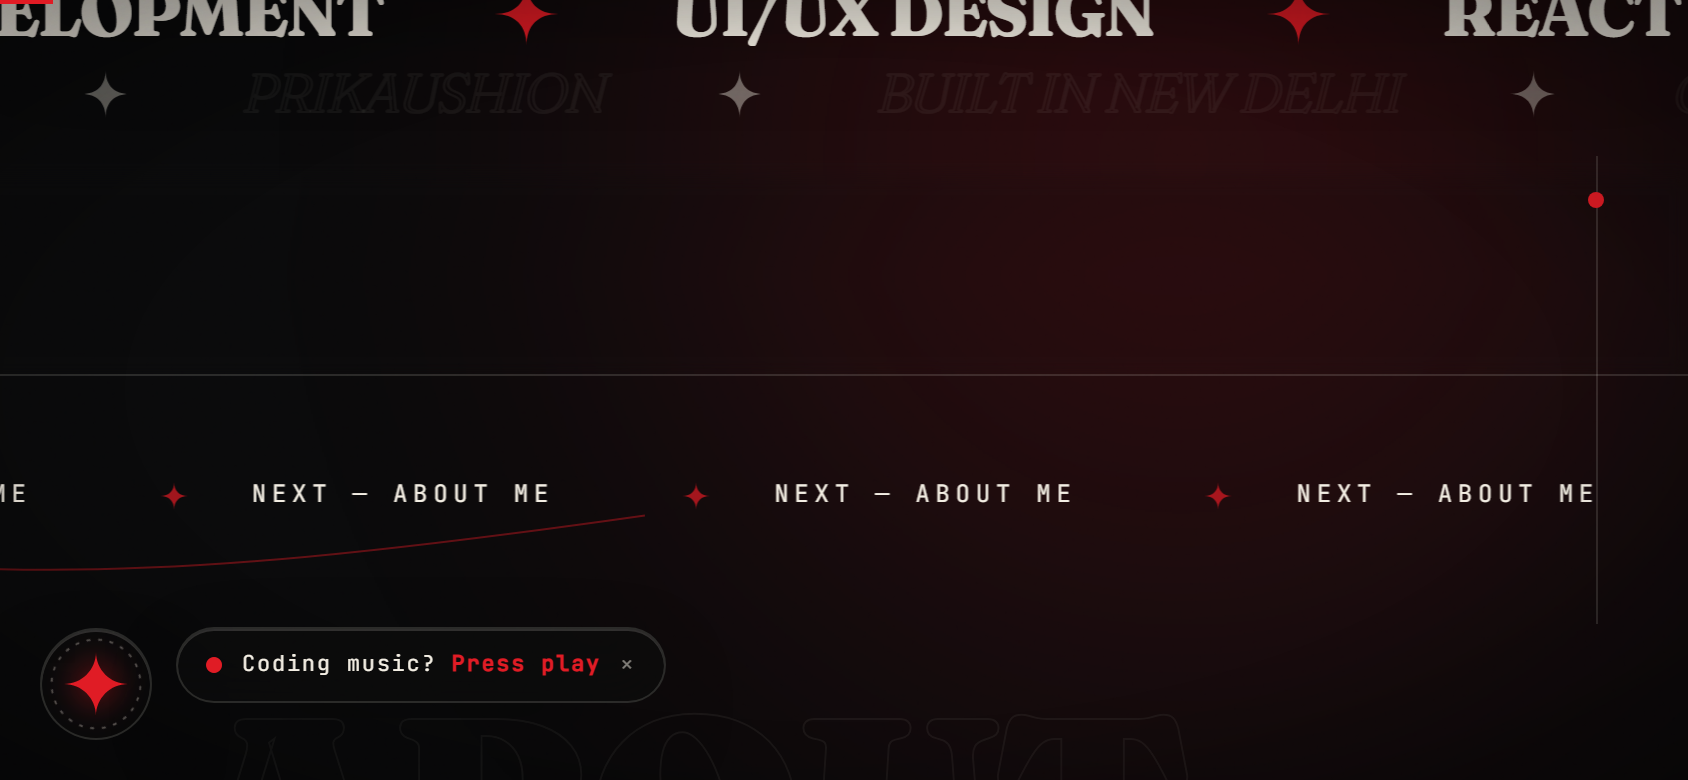 ELOPMENT ✦ UI/UX DESIGN ✦ REACT
✦ PRIKAUSHION ✦ BUILT IN NEW DELHI ✦
ME ✦ NEXT — ABOUT ME ✦ NEXT — ABOUT ME ✦ NEXT — ABOUT ME
Coding music? Press play ×
ABOUT